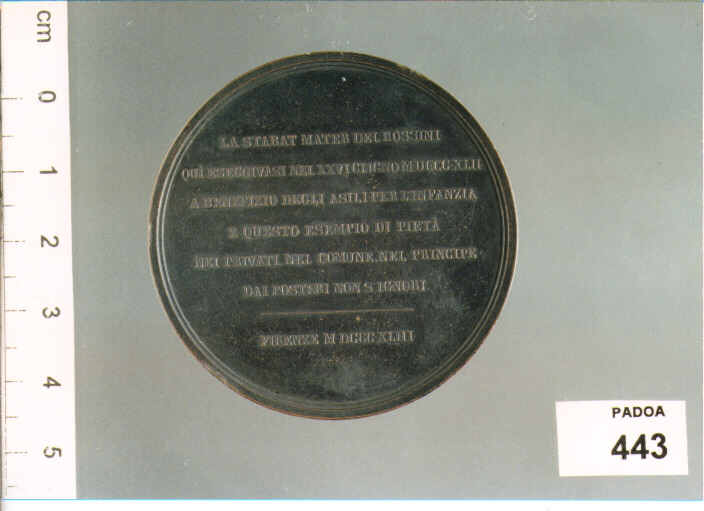 cm
0
1
2
3
4
5
LA STABAT MATER DEL ROSSINI
QUÌ ESEGUIVASI NEL XXVI GIUGNO M DCCC XLII
A BENEFIZIO DEGLI ASILI PER L'INFANZIA
E QUESTO ESEMPIO DI PIETÀ
NEI PRIVATI NEL COMUNE NEL PRINCIPE
DAI POSTERI NON S'IGNORI
FIRENZE M DCCC XLIII
PADOA
443